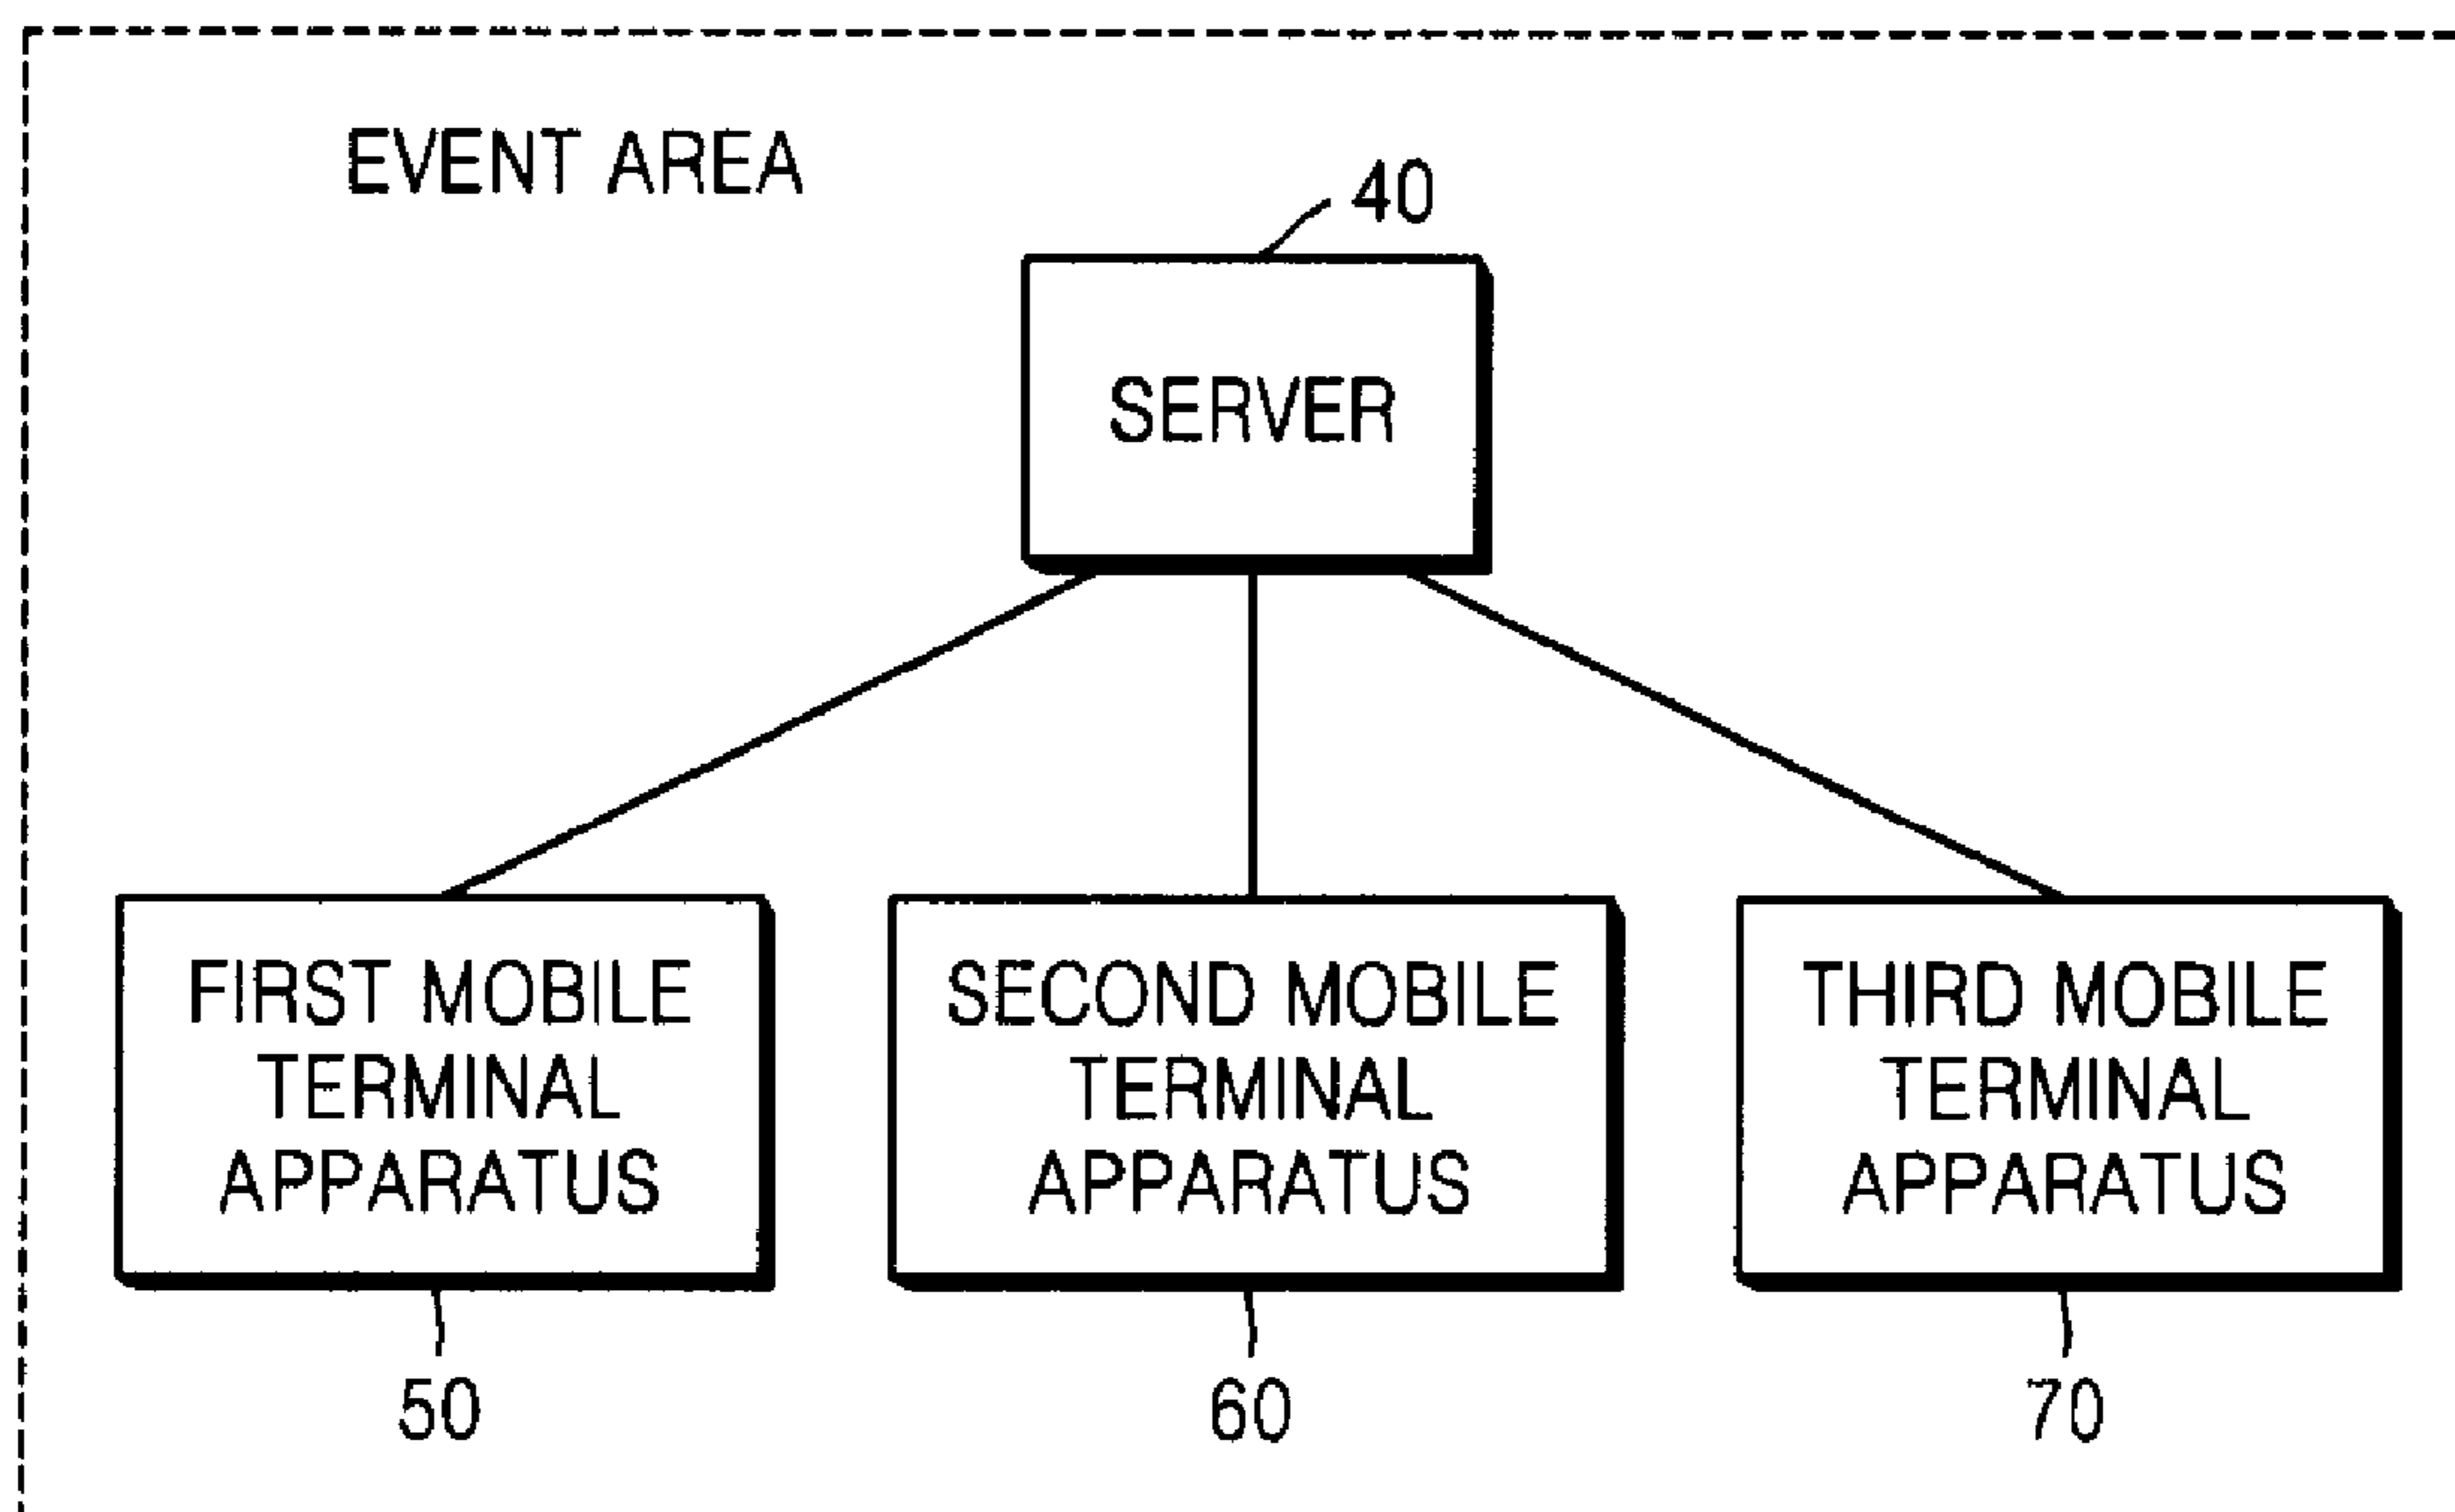 EVENT AREA
40
SERVER
FIRST MOBILE
TERMINAL
APPARATUS
SECOND MOBILE
TERMINAL
APPARATUS
THIRD MOBILE
TERMINAL
APPARATUS
50
60
70